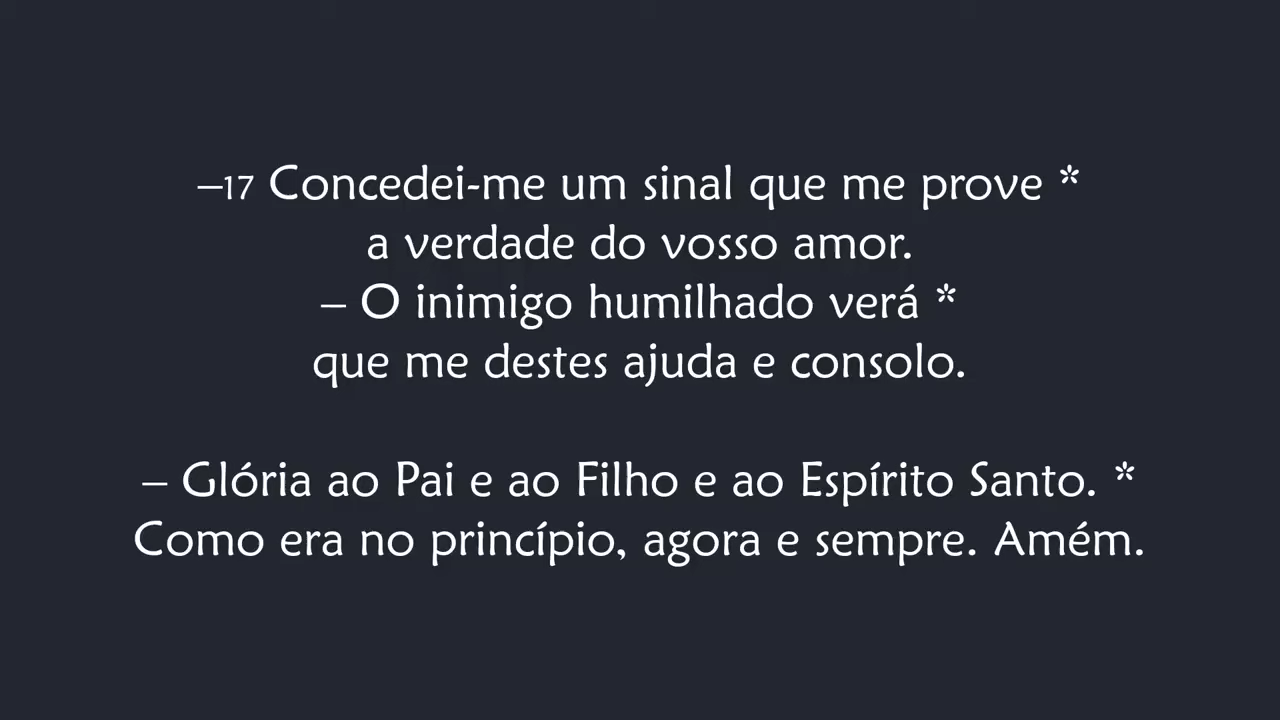 –17 Concedei-me um sinal que me prove *
a verdade do vosso amor.
– O inimigo humilhado verá *
que me destes ajuda e consolo.
– Glória ao Pai e ao Filho e ao Espírito Santo. *
Como era no princípio, agora e sempre. Amém.